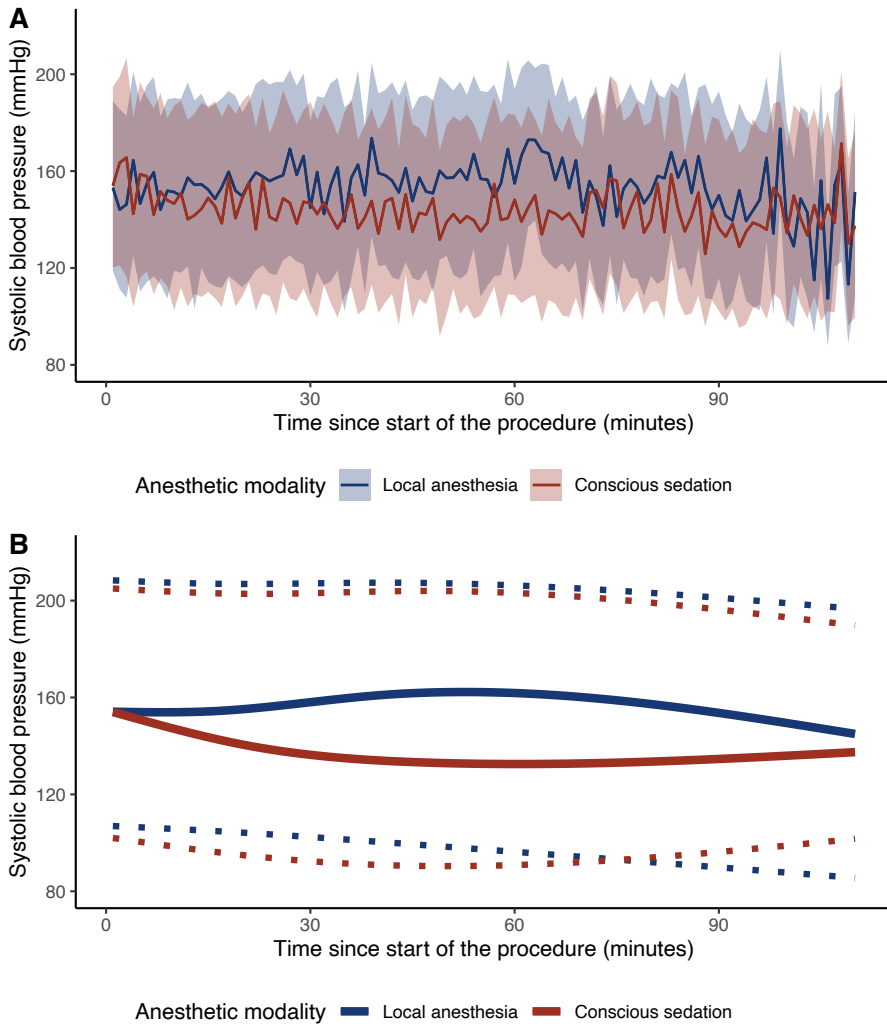 A
Systolic blood pressure (mmHg)
200
160
120
80
0 30 60 90
Time since start of the procedure (minutes)
Anesthetic modality Local anesthesia Conscious sedation
B
Systolic blood pressure (mmHg)
200
160
120
80
0 30 60 90
Time since start of the procedure (minutes)
Anesthetic modality Local anesthesia Conscious sedation